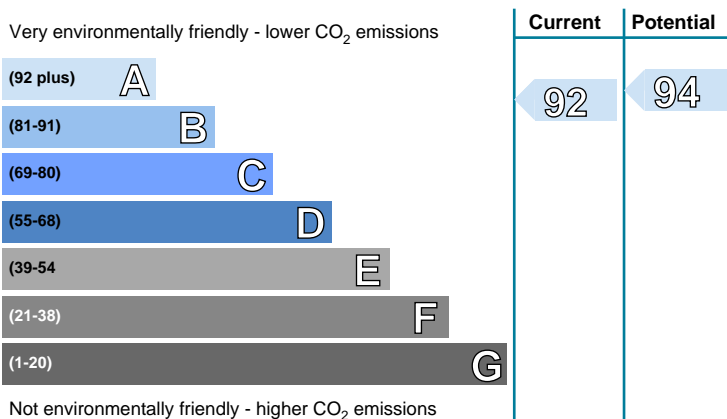 Current Potential
Very environmentally friendly - lower CO2 emissions
(92 plus) A
92 94
(81-91) B
(69-80) C
(55-68) D
(39-54 E
(21-38) F
(1-20) G
Not environmentally friendly - higher CO2 emissions